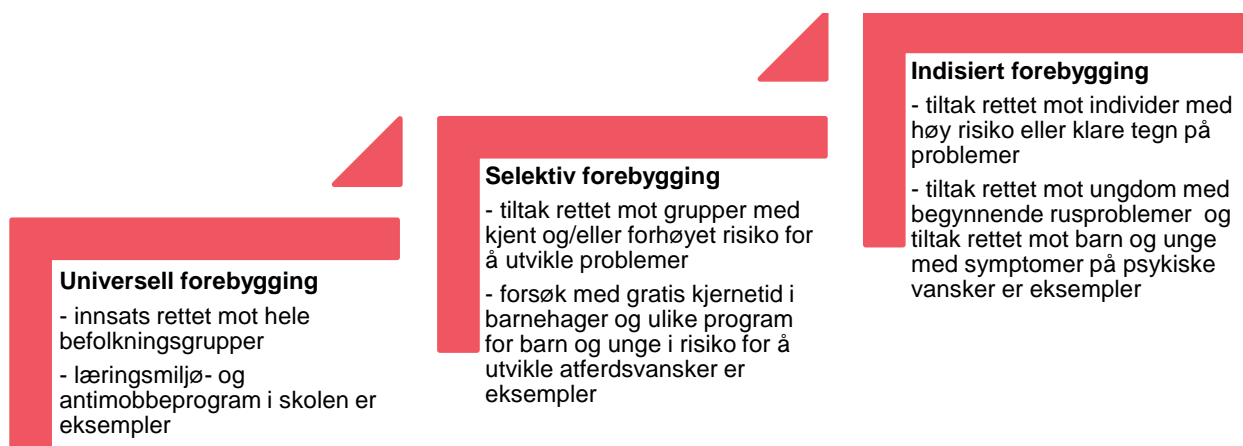 Universell forebygging
- innsats rettet mot hele
befolkningsgrupper
- læringsmiljø- og
antimobbeprogram i skolen er
eksempler
Selektiv forebygging
- tiltak rettet mot grupper med
kjent og/eller forhøyet risiko for
å utvikle problemer
- forsøk med gratis kjernetid i
barnehager og ulike program
for barn og unge i risiko for å
utvikle atferdsvansker er
eksempler
Indisiert forebygging
- tiltak rettet mot individer med
høy risiko eller klare tegn på
problemer
- tiltak rettet mot ungdom med
begynnende rusproblemer og
tiltak rettet mot barn og unge
med symptomer på psykiske
vansker er eksempler